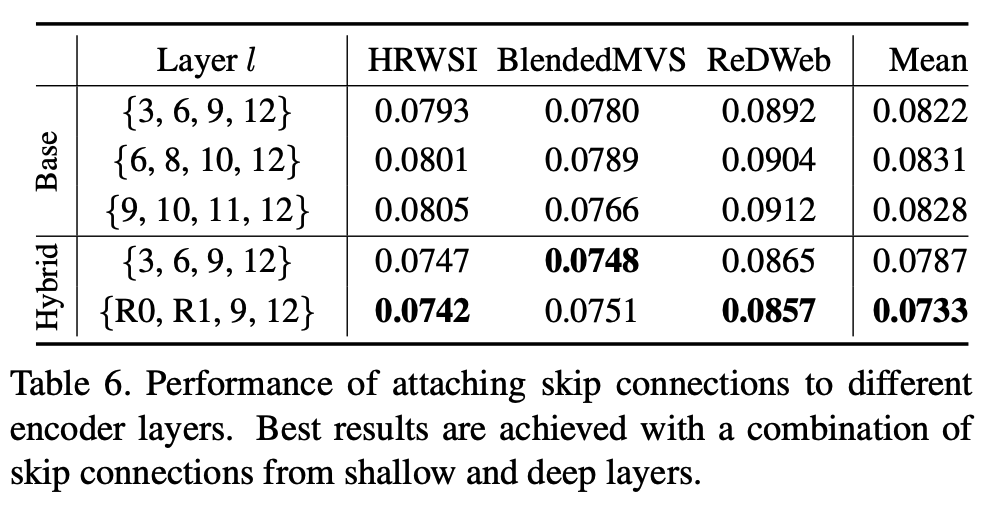 Layer l HRWSI BlendedMVS ReDWeb Mean
Base
{3, 6, 9, 12} 0.0793 0.0780 0.0892 0.0822
{6, 8, 10, 12} 0.0801 0.0789 0.0904 0.0831
{9, 10, 11, 12} 0.0805 0.0766 0.0912 0.0828
Hybrid
{3, 6, 9, 12} 0.0747 0.0748 0.0865 0.0787
{R0, R1, 9, 12} 0.0742 0.0751 0.0857 0.0733
Table 6. Performance of attaching skip connections to different
encoder layers. Best results are achieved with a combination of
skip connections from shallow and deep layers.